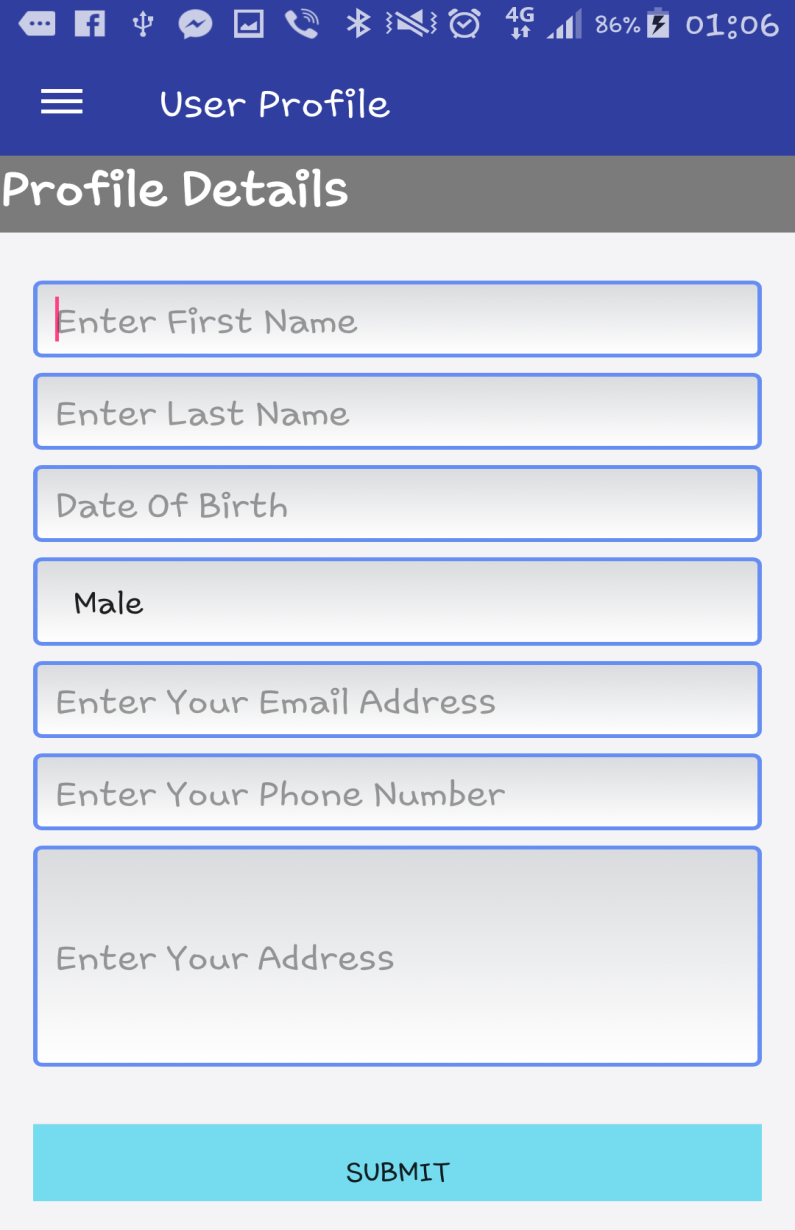 4G 86% 01:06
User Profile
Profile Details
Enter First Name
Enter Last Name
Date Of Birth
Male
Enter Your Email Address
Enter Your Phone Number
Enter Your Address
SUBMIT